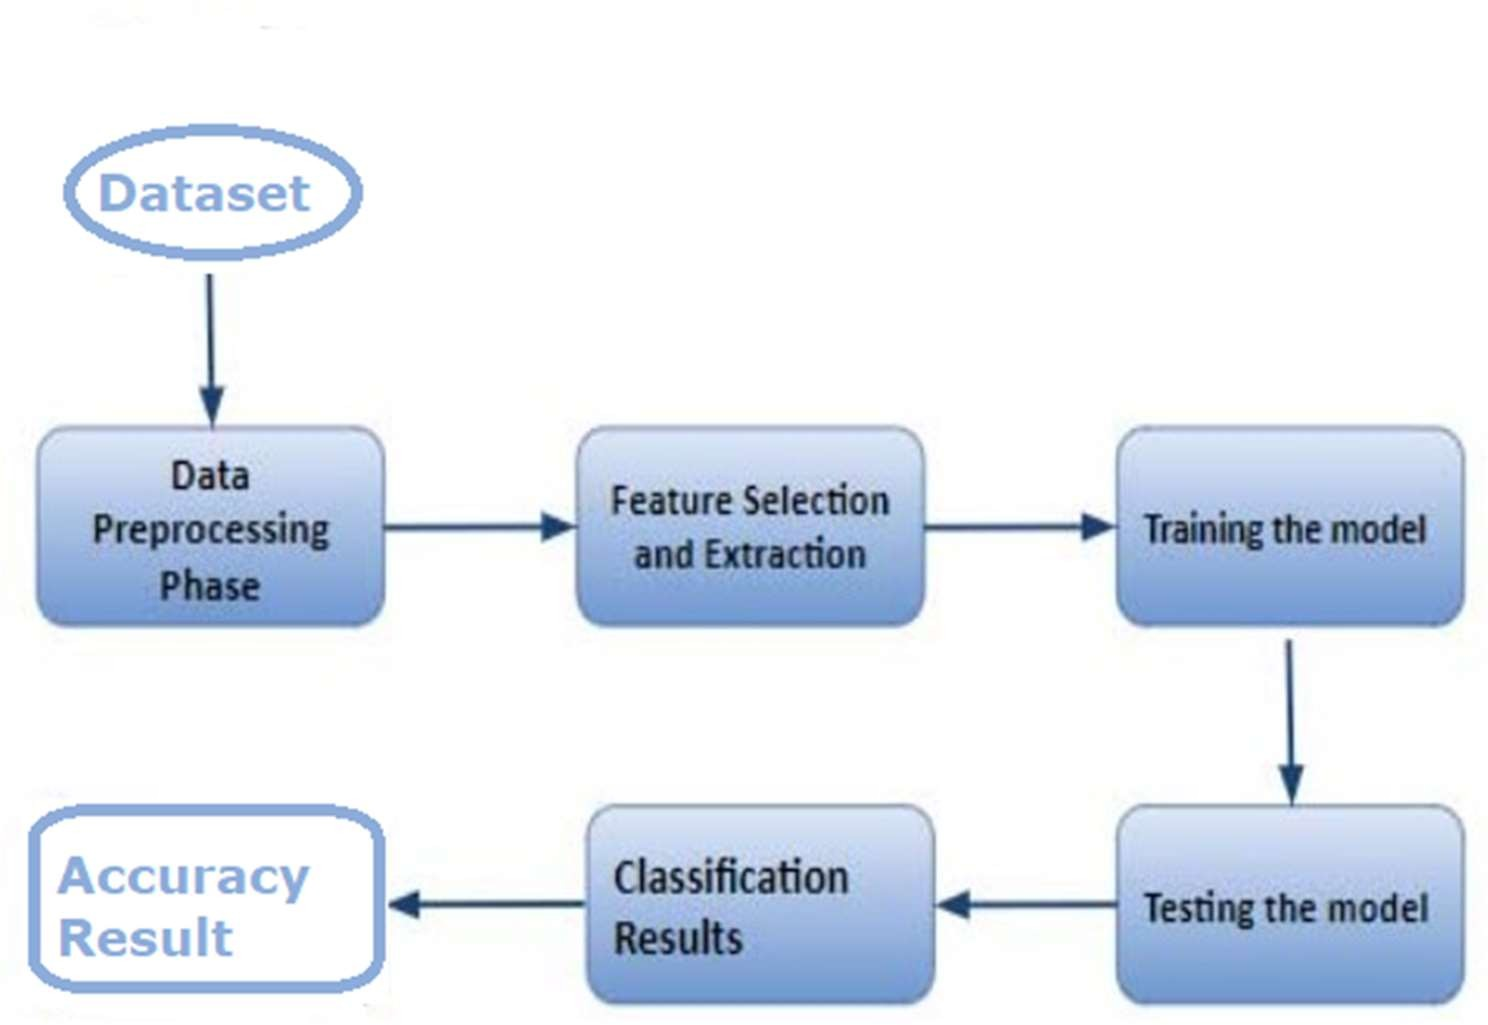 Dataset
Data
Preprocessing
Phase
Feature Selection
and Extraction
Training the model
Testing the model
Classification
Results
Accuracy
Result